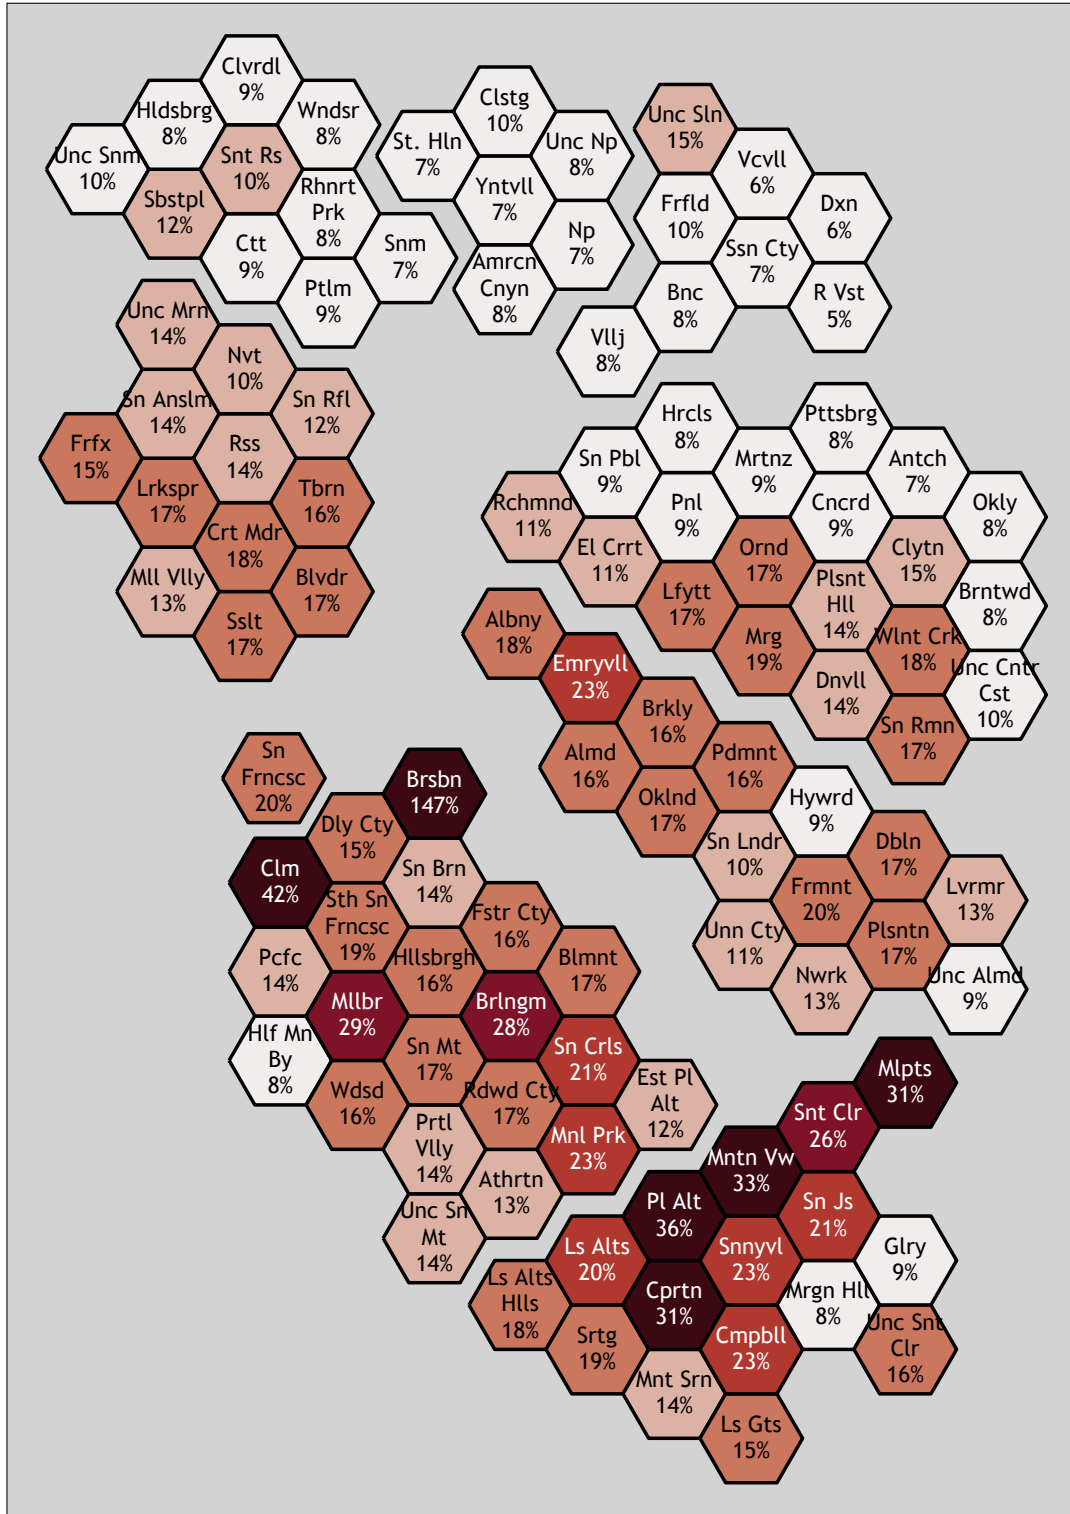 Clvrdl
9%
Hldsbrg
8%
Wndsr
8%
Unc Snm
10%
Snt Rs
10%
Sbstpl
12%
Rhnrt
Prk
8%
Ctt
9%
Snm
7%
Ptlm
9%
Clstg
10%
St. Hln
7%
Unc Np
8%
Yntvll
7%
Np
7%
Amrcn
Cnyn
8%
Unc Sln
15%
Vcvll
6%
Frfld
10%
Dxn
6%
Ssn Cty
7%
Bnc
8%
R Vst
5%
Vllj
8%
Unc Mrn
14%
Nvt
10%
Sn Anslm
14%
Sn Rfl
12%
Frfx
15%
Rss
14%
Lrkspr
17%
Tbrn
16%
Crt Mdr
18%
Mll Vlly
13%
Blvdr
17%
Sslt
17%
Hrcls
8%
Pttsbrg
8%
Sn Pbl
9%
Mrtnz
9%
Antch
7%
Rchmnd
11%
Pnl
9%
Cncrd
9%
Okly
8%
El Crrt
11%
Ornd
17%
Clytn
15%
Lfytt
17%
Plsnt
Hll
14%
Brntwd
8%
Mrg
19%
Wlnt Crk
18%
Dnvll
14%
Unc Cntr
Cst
10%
Sn Rmn
17%
Albny
18%
Emryvll
23%
Brkly
16%
Almd
16%
Pdmnt
16%
Oklnd
17%
Hywrd
9%
Sn Lndr
10%
Dbln
17%
Frmnt
20%
Lvrmr
13%
Unn Cty
11%
Plsntn
17%
Nwrk
13%
Unc Almd
9%
Sn
Frncsc
20%
Brsbn
147%
Dly Cty
15%
Clm
42%
Sn Brn
14%
Sth Sn
Frncsc
19%
Fstr Cty
16%
Pcfc
14%
Hllsbrgh
16%
Blmnt
17%
Mllbr
29%
Brlngm
28%
Hlf Mn
By
8%
Sn Mt
17%
Sn Crls
21%
Wdsd
16%
Rdwd Cty
17%
Est Pl
Alt
12%
Prtl
Vlly
14%
Mnl Prk
23%
Athrtn
13%
Unc Sn
Mt
14%
Mlpts
31%
Snt Clr
26%
Mntn Vw
33%
Pl Alt
36%
Sn Js
21%
Ls Alts
20%
Snnyvl
23%
Glry
9%
Ls Alts
Hlls
18%
Cprtn
31%
Mrgn Hll
8%
Srtg
19%
Cmpbll
23%
Unc Snt
Clr
16%
Mnt Srn
14%
Ls Gts
15%